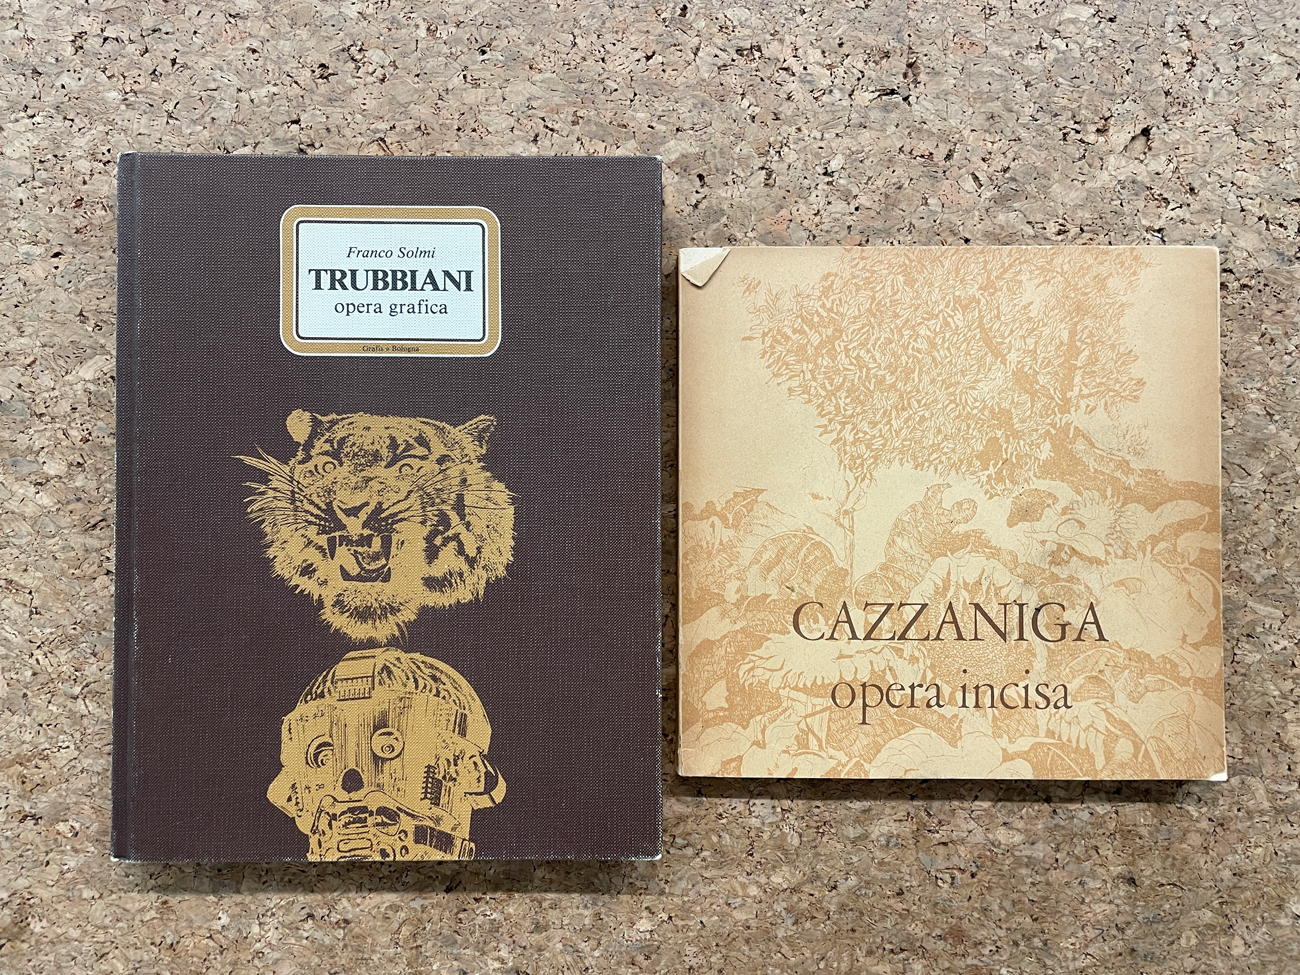 Franco Solmi
TRUBBIANI
opera grafica
Grafis • Bologna
CAZZANIGA
opera incisa